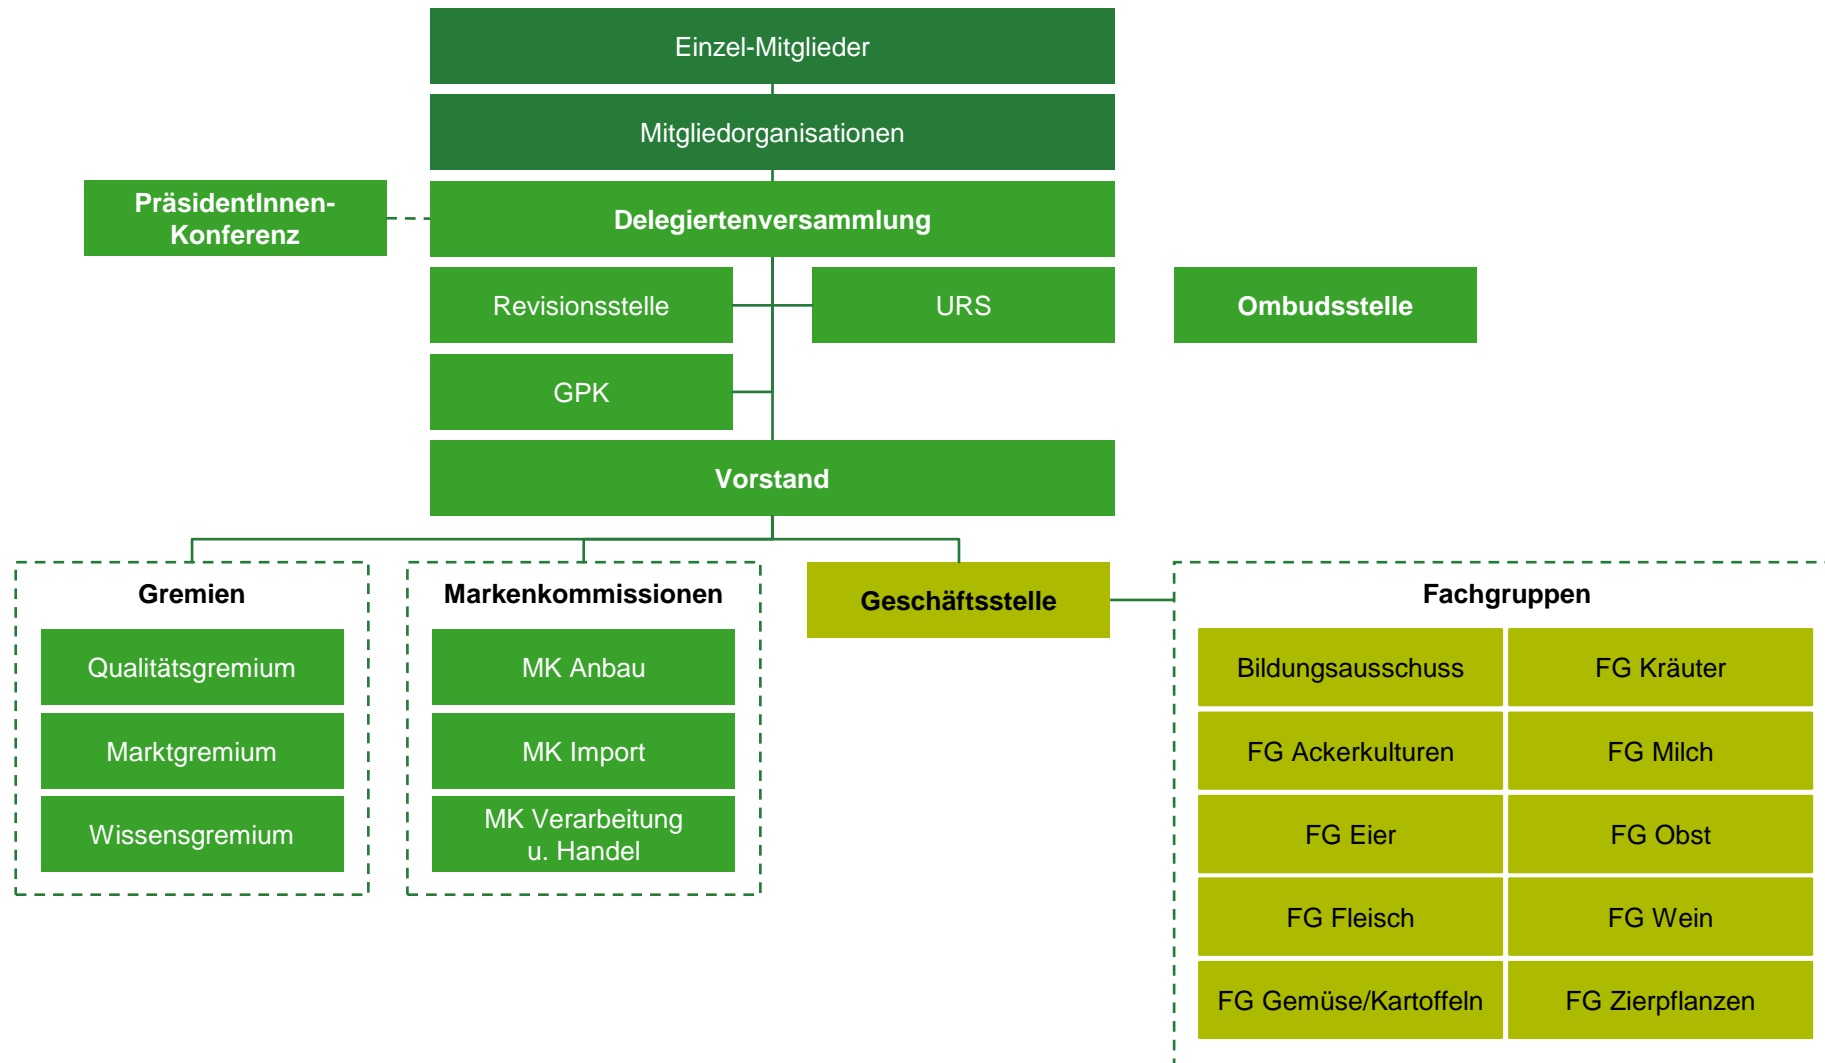 Einzel-Mitglieder
Mitgliedorganisationen
PräsidentInnen-
Konferenz
Delegiertenversammlung
Revisionsstelle
URS
Ombudsstelle
GPK
Vorstand
Gremien
Qualitätsgremium
Marktgremium
Wissensgremium
Markenkommissionen
MK Anbau
MK Import
MK Verarbeitung
u. Handel
Geschäftsstelle
Fachgruppen
Bildungsausschuss
FG Kräuter
FG Ackerkulturen
FG Milch
FG Eier
FG Obst
FG Fleisch
FG Wein
FG Gemüse/Kartoffeln
FG Zierpflanzen